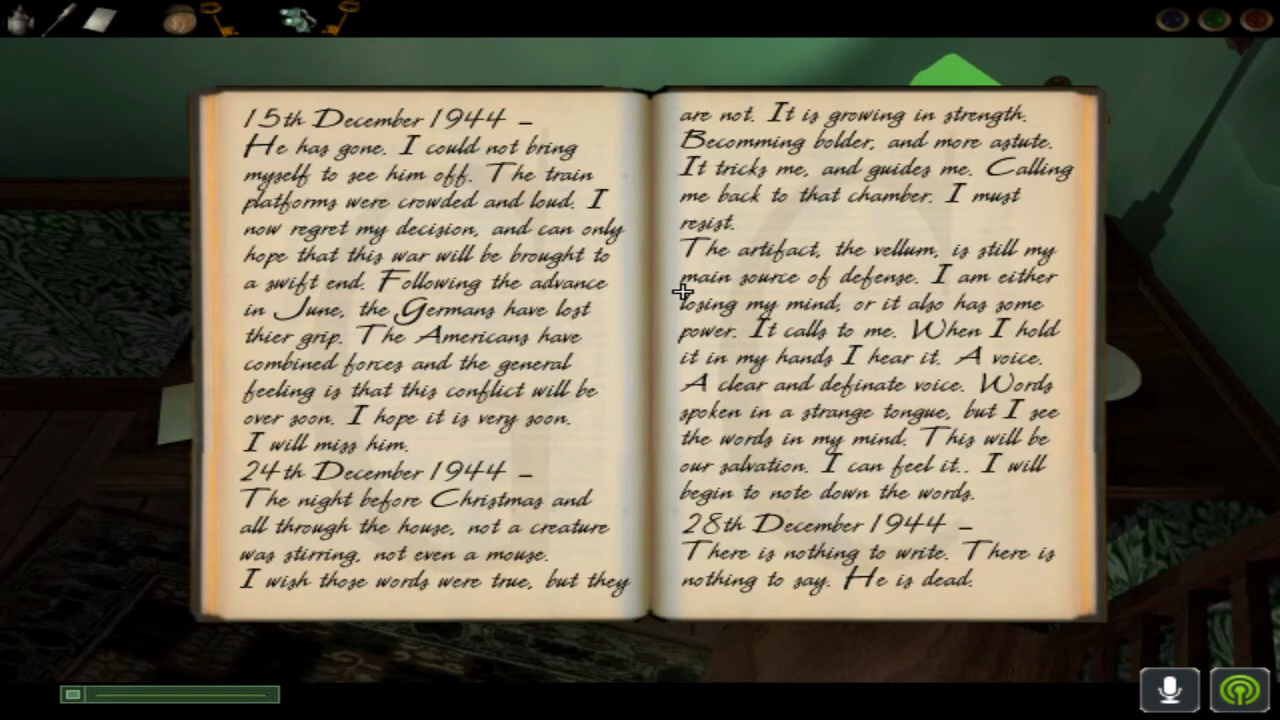 15th December 1944 –
He has gone. I could not bring
myself to see him off. The train
platforms were crowded and loud. I
now regret my decision, and can only
hope that this war will be brought to
a swift end. Following the advance
in June, the Germans have lost
thier grip. The Americans have
combined forces and the general
feeling is that this conflict will be
over soon. I hope it is very soon.
I will miss him.
24th December 1944 –
The night before Christmas and
all through the house, not a creature
was stirring, not even a mouse.
I wish those words were true, but they
are not. It is growing in strength.
Becomming bolder, and more astute.
It tricks me, and guides me. Calling
me back to that chamber. I must
resist.
The artifact, the vellum, is still my
main source of defense. I am either
losing my mind, or it also has some
power. It calls to me. When I hold
it in my hands I hear it. A voice.
A clear and definate voice. Words
spoken in a strange tongue, but I see
the words in my mind. This will be
our salvation. I can feel it.. I will
begin to note down the words.
28th December 1944 –
There is nothing to write. There is
nothing to say. He is dead.